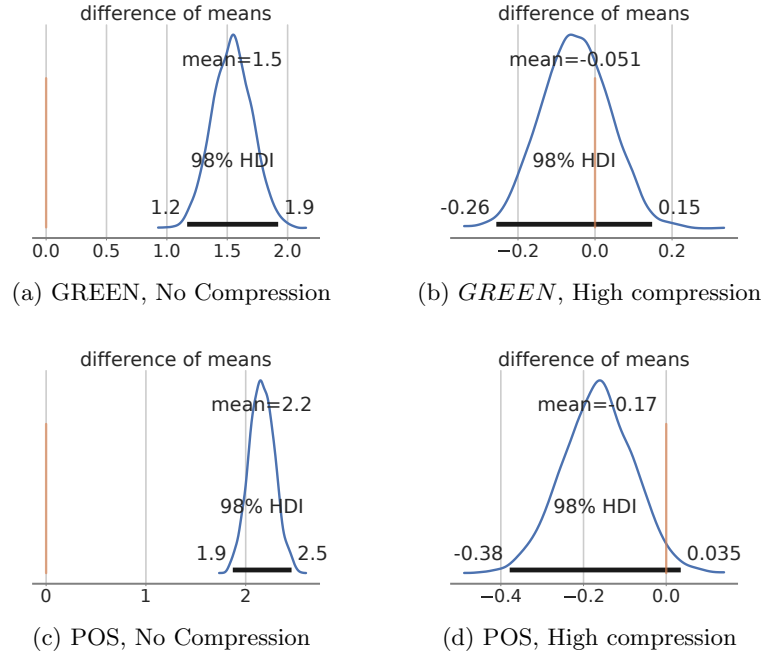 difference of means
mean=1.5
98% HDI
1.2
1.9
0.0 0.5 1.0 1.5 2.0
(a) GREEN, No Compression
difference of means
mean=-0.051
98% HDI
-0.26
0.15
−0.2 0.0 0.2
(b) GREEN, High compression
difference of means
mean=2.2
98% HDI
1.9
2.5
0 1 2
(c) POS, No Compression
difference of means
mean=-0.17
98% HDI
-0.38
0.035
−0.4 −0.2 0.0
(d) POS, High compression